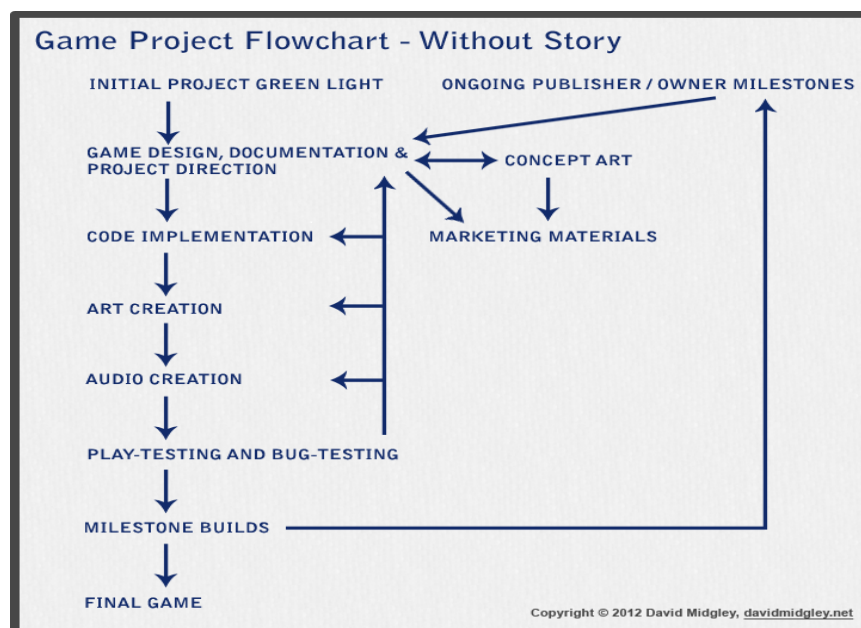 Game Project Flowchart - Without Story
INITIAL PROJECT GREEN LIGHT
ONGOING PUBLISHER / OWNER MILESTONES
GAME DESIGN, DOCUMENTATION &
PROJECT DIRECTION
CONCEPT ART
CODE IMPLEMENTATION
MARKETING MATERIALS
ART CREATION
AUDIO CREATION
PLAY-TESTING AND BUG-TESTING
MILESTONE BUILDS
FINAL GAME
Copyright © 2012 David Midgley, davidmidgley.net